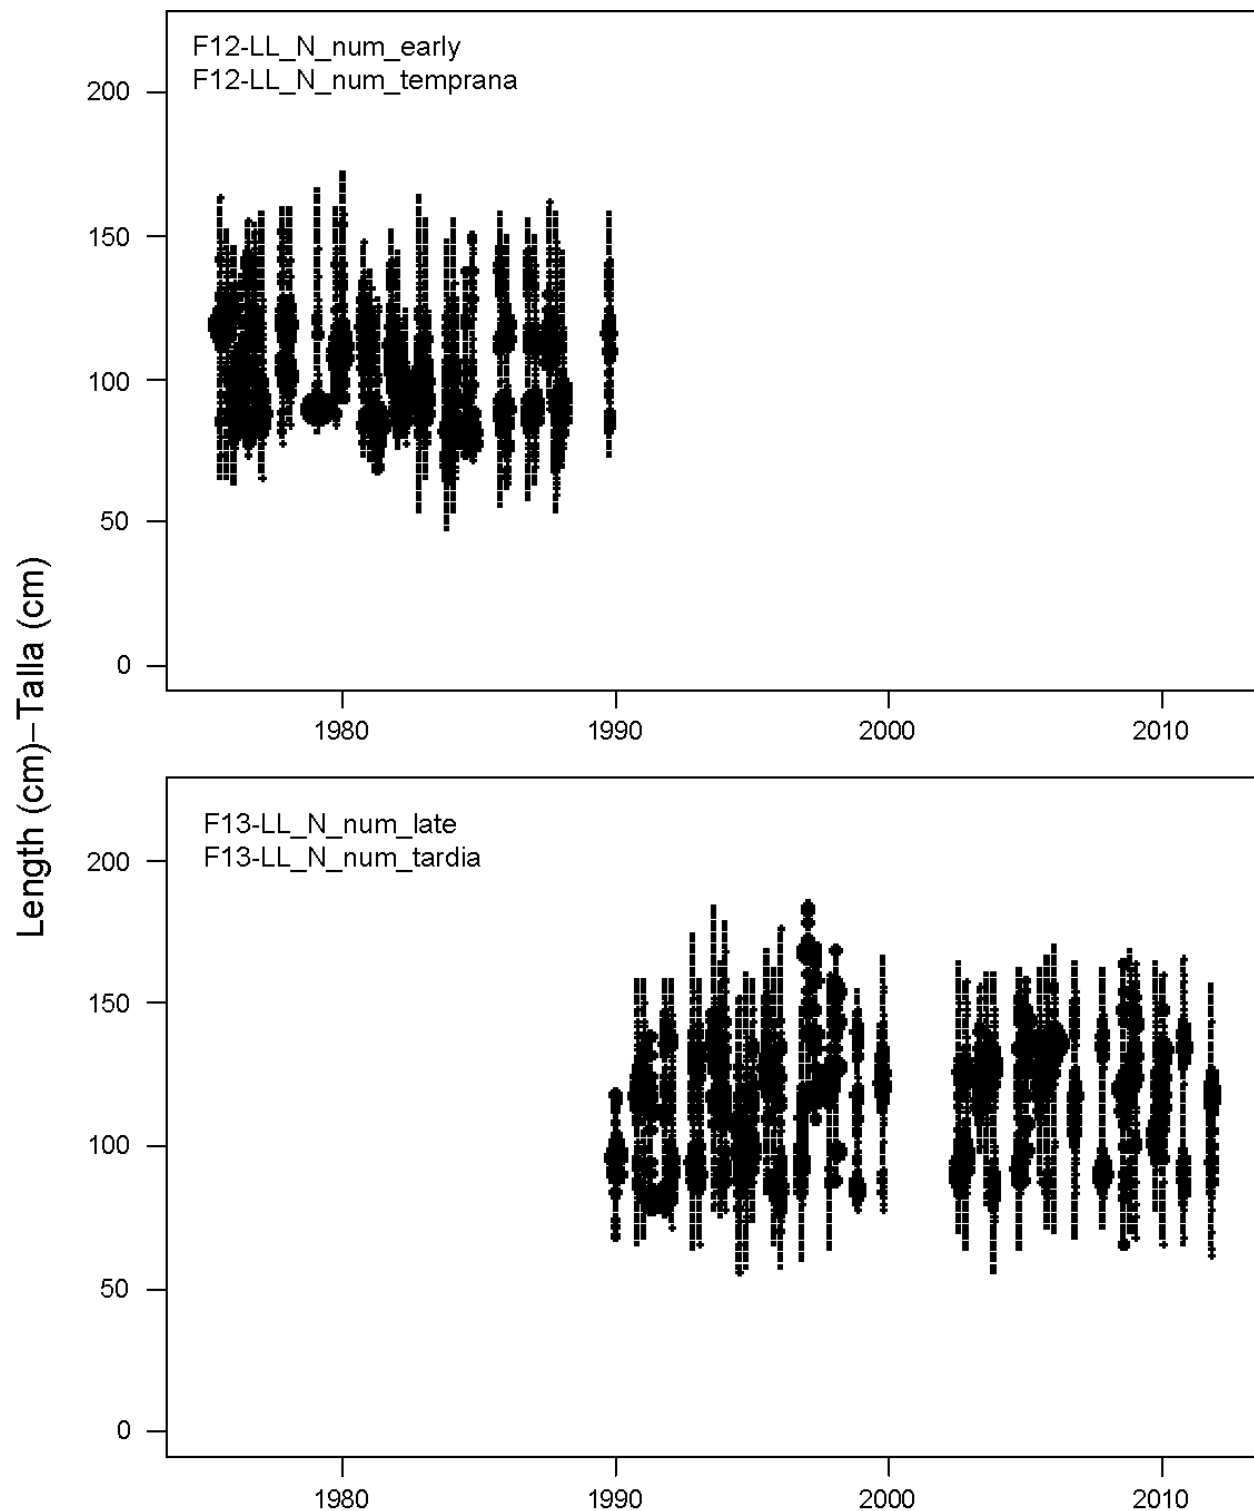 F12-LL_N_num_early
F12-LL_N_num_temprana
200
150
100
50
0
1980 1990 2000 2010
Length (cm)–Talla (cm)
F13-LL_N_num_late
F13-LL_N_num_tardia
200
150
100
50
0
1980 1990 2000 2010